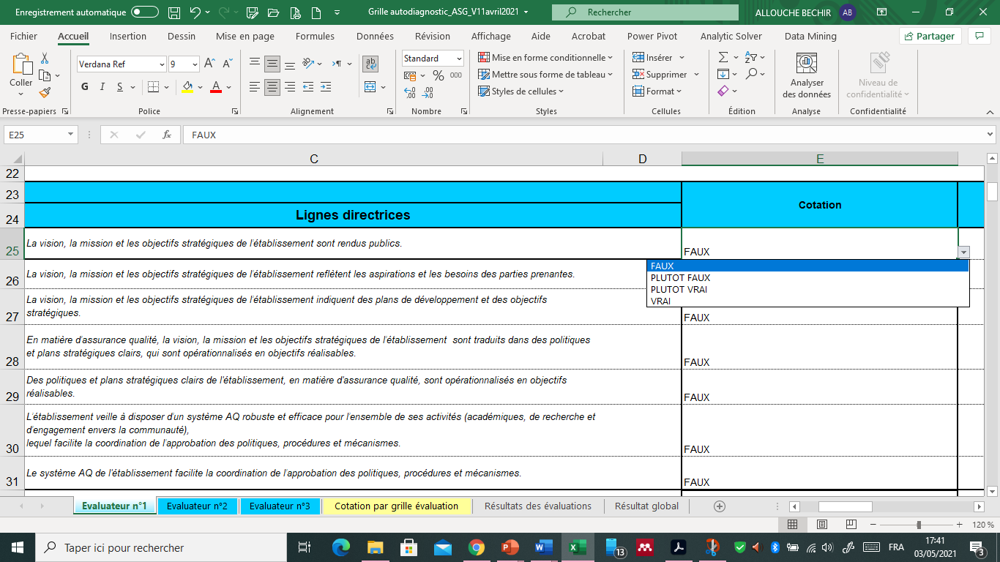 Enregistrement automatique
Grille autodiagnostic_ASG_V11avril2021
Rechercher
ALLOUCHE BECHIR
AB
Fichier Accueil Insertion Dessin Mise en page Formules Données Révision Affichage Aide Acrobat Power Pivot Analytic Solver Data Mining
Partager
Coller
Presse-papiers
Verdana Ref
9
G I S
Police
ab
Alignement
Standard
% 000
Nombre
Mise en forme conditionnelle
Mettre sous forme de tableau
Styles de cellules
Styles
Insérer
Supprimer
Format
Cellules
Édition
Analyser
des données
Analyse
Niveau de
confidentialité
Confidentialité
E25
fx
FAUX
C D E
22
23
Cotation
24 Lignes directrices
25 La vision, la mission et les objectifs stratégiques de l'établissement sont rendus publics.
FAUX
FAUX
PLUTOT FAUX
PLUTOT VRAI
VRAI
26 La vision, la mission et les objectifs stratégiques de l'établissement reflètent les aspirations et les besoins des parties prenantes.
27 La vision, la mission et les objectifs stratégiques de l'établissement indiquent des plans de développement et des objectifs
stratégiques.
FAUX
28 En matière d'assurance qualité, la vision, la mission et les objectifs stratégiques de l'établissement sont traduits dans des politiques
et plans stratégiques clairs, qui sont opérationnalisés en objectifs réalisables.
FAUX
29 Des politiques et plans stratégiques clairs de l'établissement, en matière d'assurance qualité, sont opérationnalisés en objectifs
réalisables.
FAUX
30 L'établissement veille à disposer d'un système AQ robuste et efficace pour l'ensemble de ses activités (académiques, de recherche et
d'engagement envers la communauté),
lequel facilite la coordination de l'approbation des politiques, procédures et mécanismes.
FAUX
31 Le système AQ de l'établissement facilite la coordination de l'approbation des politiques, procédures et mécanismes.
FAUX
Evaluateur n°1 Evaluateur n°2 Evaluateur n°3 Cotation par grille évaluation Résultats des évaluations Résultat global
120 %
Taper ici pour rechercher
13
FRA
17:41
03/05/2021
3